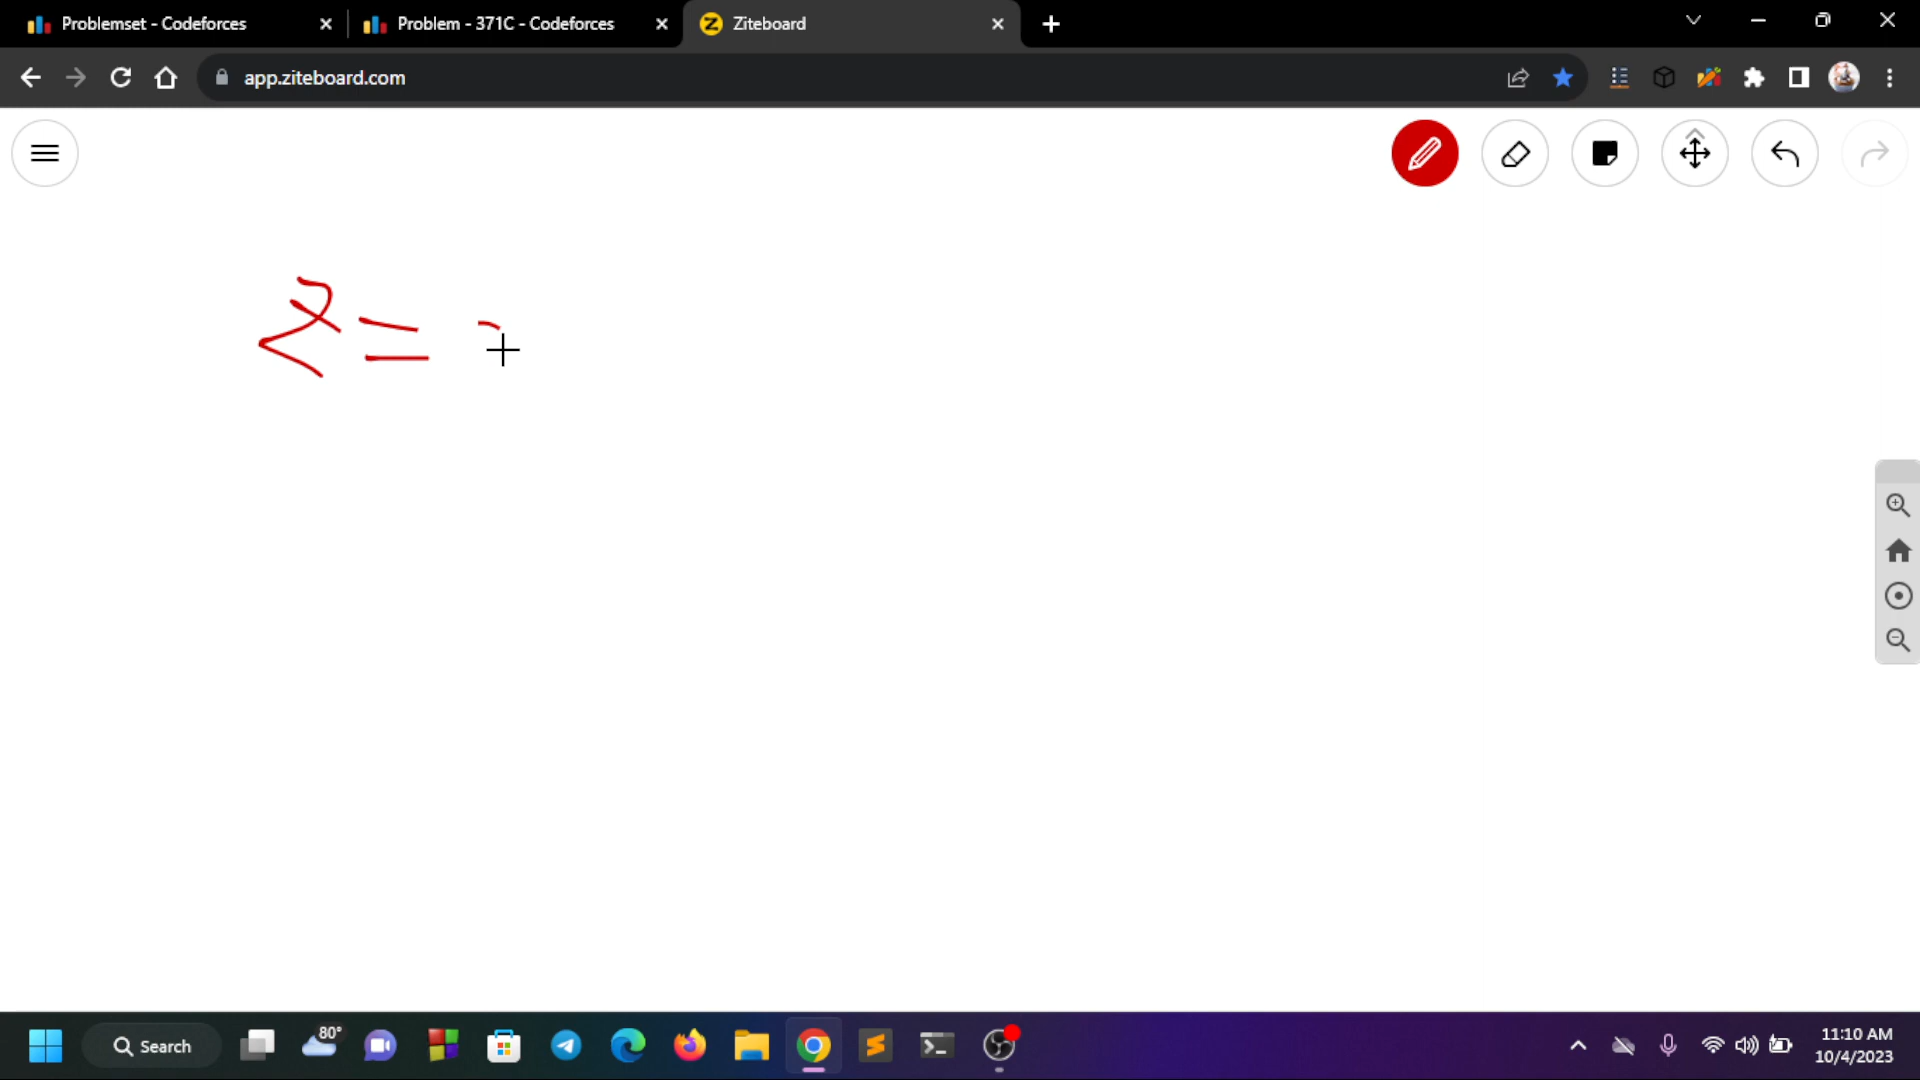 Problemset - Codeforces
Problem - 371C - Codeforces
Ziteboard
app.ziteboard.com
=
80°
Search
11:10 AM
10/4/2023